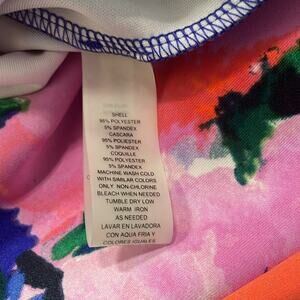 SHELL
95% POLYESTER
5% SPANDEX
CASCARA
95% POLIESTER
5% SPANDEX
COQUILLE
95% POLYESTER
5% SPANDEX
MACHINE WASH COLD
WITH SIMILAR COLORS
ONLY NON-CHLORINE
BLEACH WHEN NEEDED
TUMBLE DRY LOW
WARM IRON
AS NEEDED
LAVAR EN LAVADORA
CON AQUA FRIA Y
COLORES IGUALES